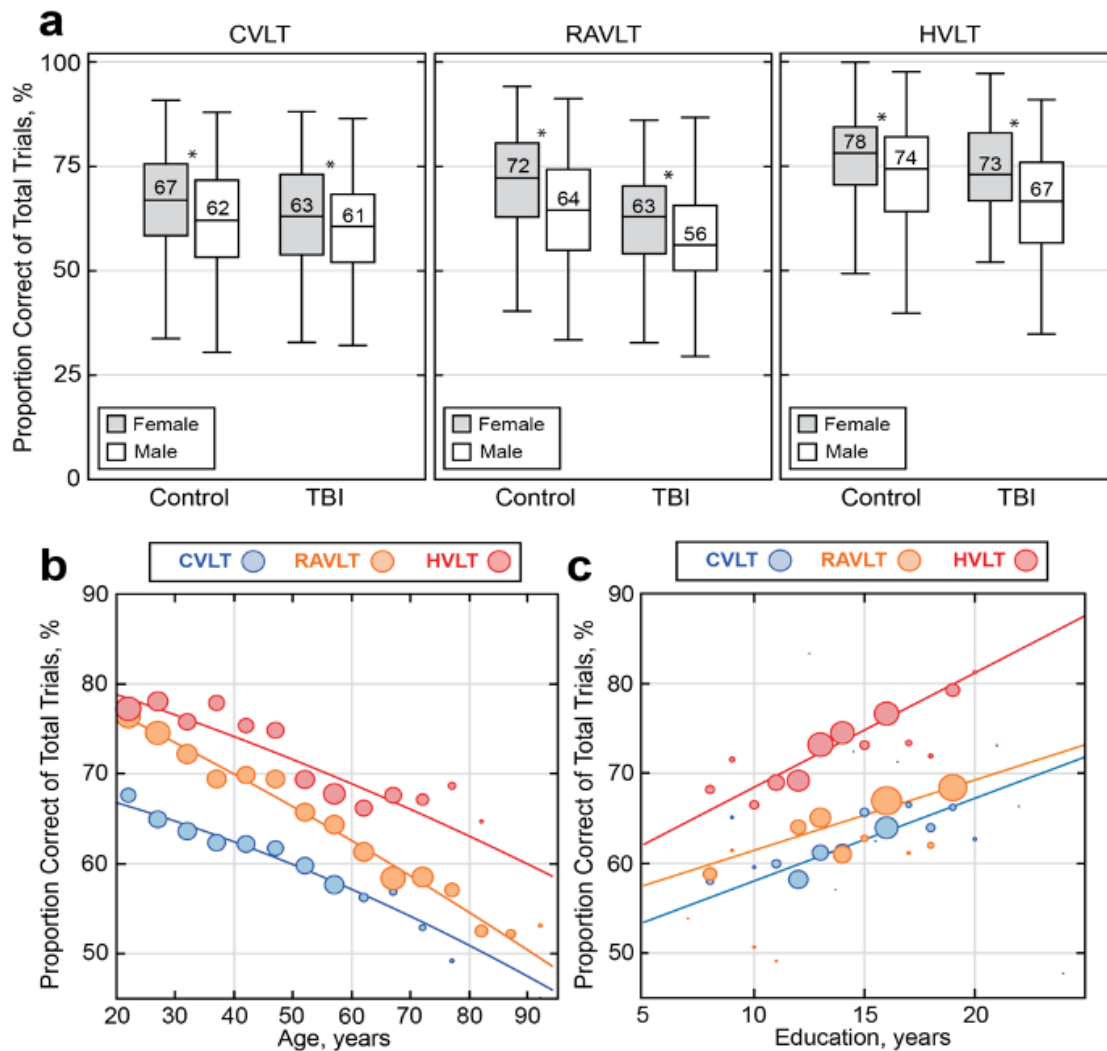 a
CVLT RAVLT HVLT
Proportion Correct of Total Trials, %
100
75
50
25
0
67 * 62 63 * 61
72 * 64 63 * 56
78 * 74 73 * 67
Female Female Female
Male Male Male
Control TBI Control TBI Control TBI
b
CVLT RAVLT HVLT
Proportion Correct of Total Trials, %
90
80
70
60
50
20 30 40 50 60 70 80 90
Age, years
c
CVLT RAVLT HVLT
Proportion Correct of Total Trials, %
90
80
70
60
50
5 10 15 20
Education, years